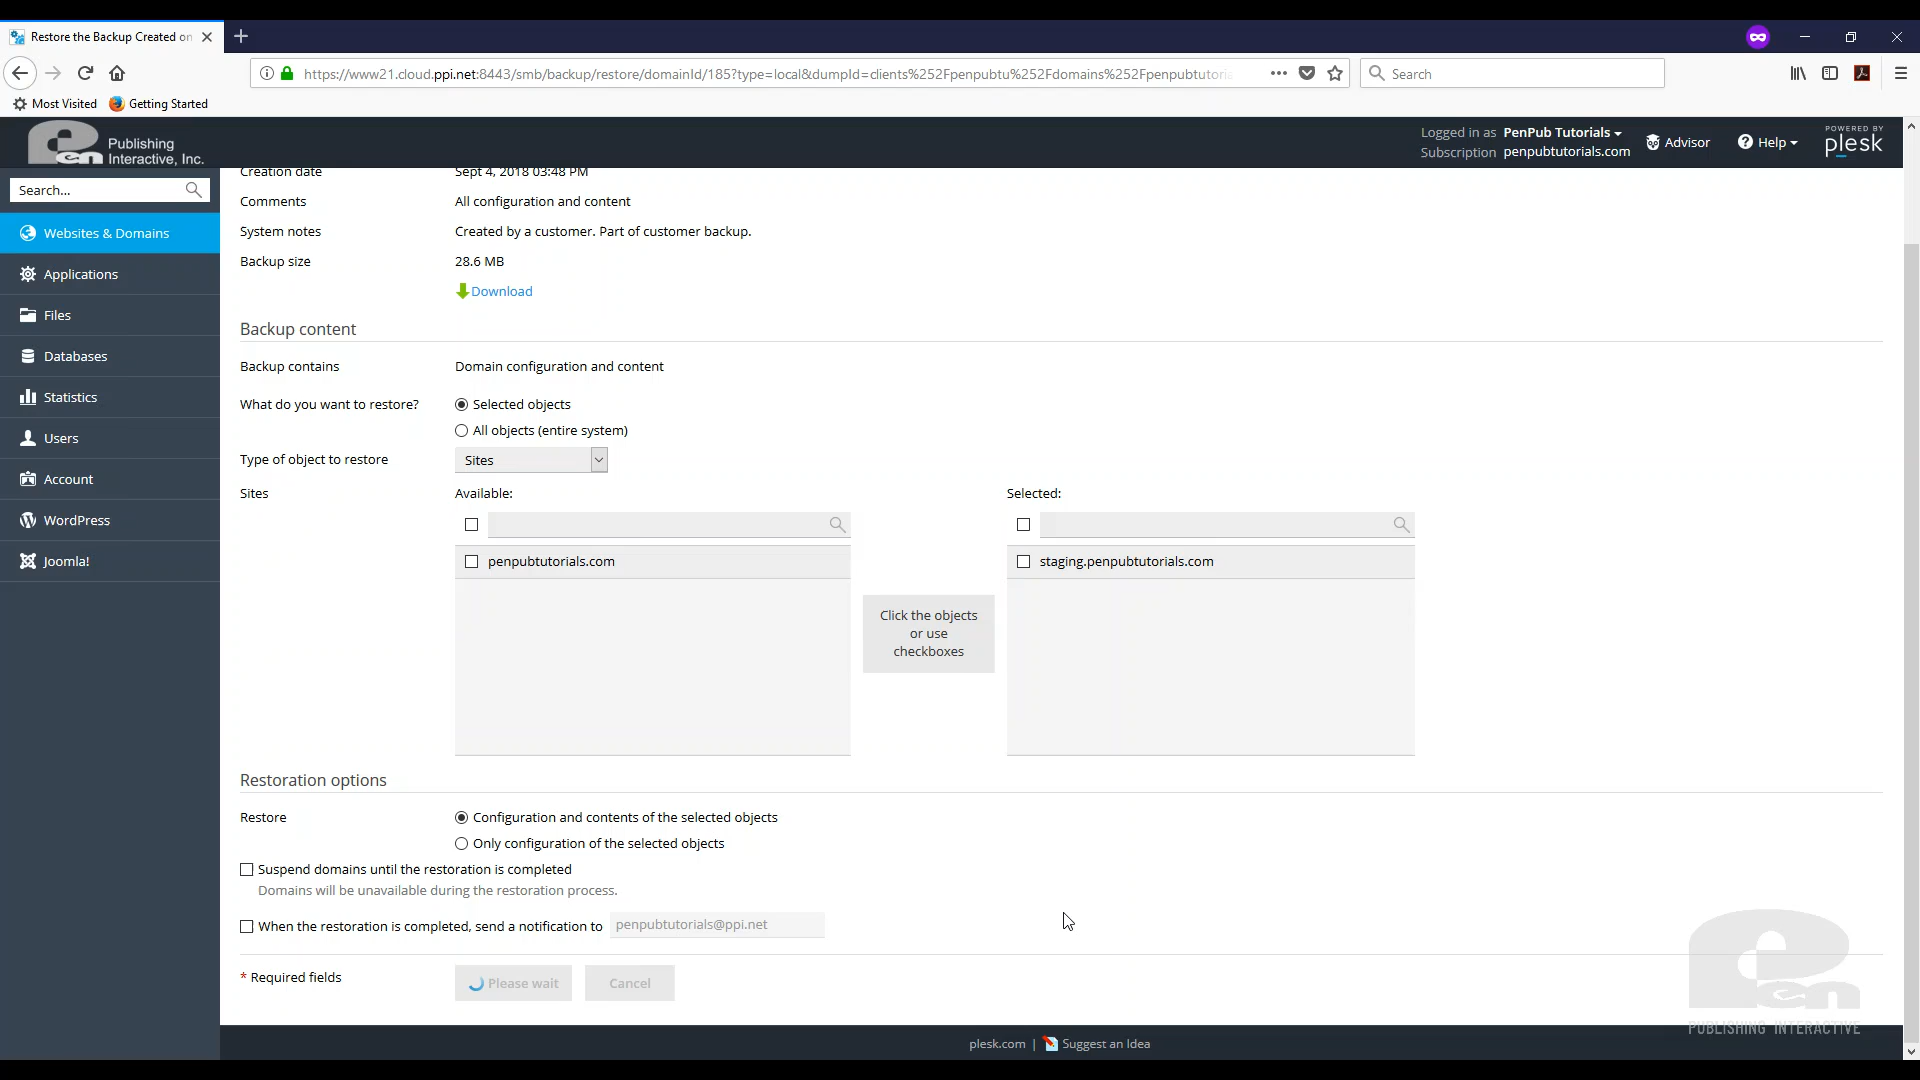 Restore the Backup Created on
https://www21.cloud.ppi.net:8443/smb/backup/restore/domainId/185?type=local&dumpId=clients%252Fpenpubtu%252Fdomains%252Fpenpubtutoria
Search
Most Visited
Getting Started
Publishing
Interactive, Inc.
Logged in as PenPub Tutorials
Subscription penpubtutorials.com
Advisor
Help
POWERED BY
plesk
Search...
Websites & Domains
Applications
Files
Databases
Statistics
Users
Account
WordPress
Joomla!
Creation date
Sept 4, 2018 03:48 PM
Comments
All configuration and content
System notes
Created by a customer. Part of customer backup.
Backup size
28.6 MB
Download
Backup content
Backup contains
Domain configuration and content
What do you want to restore?
Selected objects
All objects (entire system)
Type of object to restore
Sites
Sites
Available:
Selected:
penpubtutorials.com
staging.penpubtutorials.com
Click the objects
or use
checkboxes
Restoration options
Restore
Configuration and contents of the selected objects
Only configuration of the selected objects
Suspend domains until the restoration is completed
Domains will be unavailable during the restoration process.
When the restoration is completed, send a notification to
penpubtutorials@ppi.net
* Required fields
Please wait
Cancel
plesk.com | Suggest an Idea
Pen
PUBLISHING INTERACTIVE